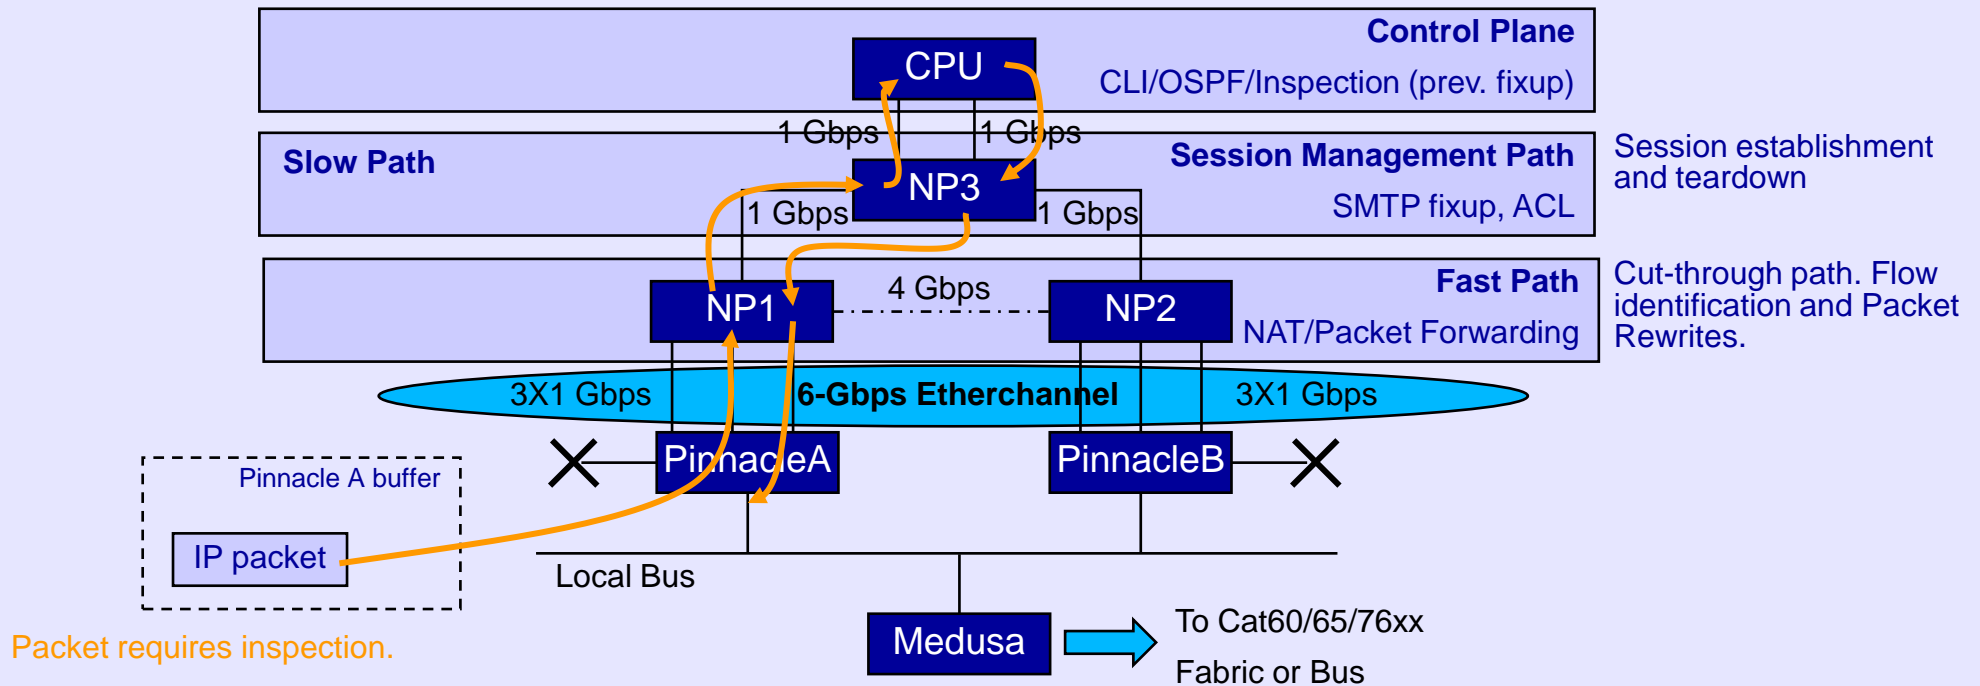 Control Plane
CPU
CLI/OSPF/Inspection (prev. fixup)
1 Gbps
1 Gbps
Slow Path
Session Management Path
NP3
SMTP fixup, ACL
Session establishment
and teardown
1 Gbps
1 Gbps
Fast Path
4 Gbps
NP1
NP2
NAT/Packet Forwarding
Cut-through path. Flow
identification and Packet
Rewrites.
3X1 Gbps
6-Gbps Etherchannel
3X1 Gbps
PinnacleA
PinnacleB
Pinnacle A buffer
IP packet
Local Bus
Packet requires inspection.
Medusa
To Cat60/65/76xx
Fabric or Bus